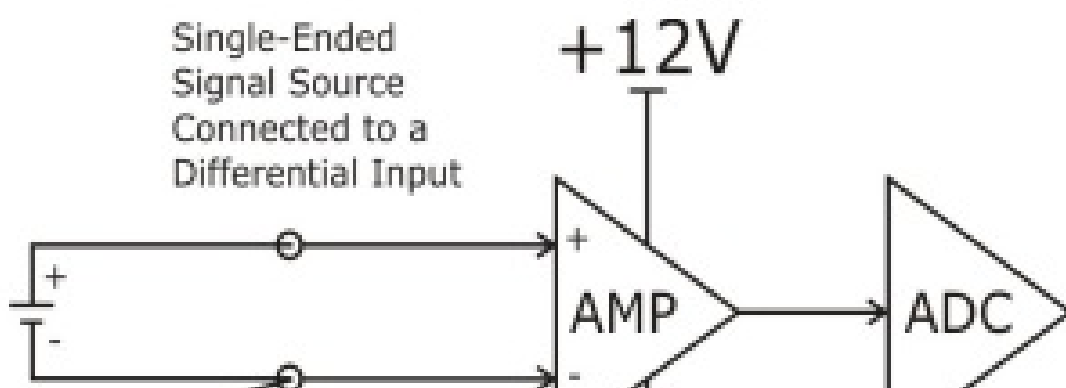 Single-Ended
Signal Source
Connected to a
Differential Input
+12V
+
+
-
AMP
ADC
-